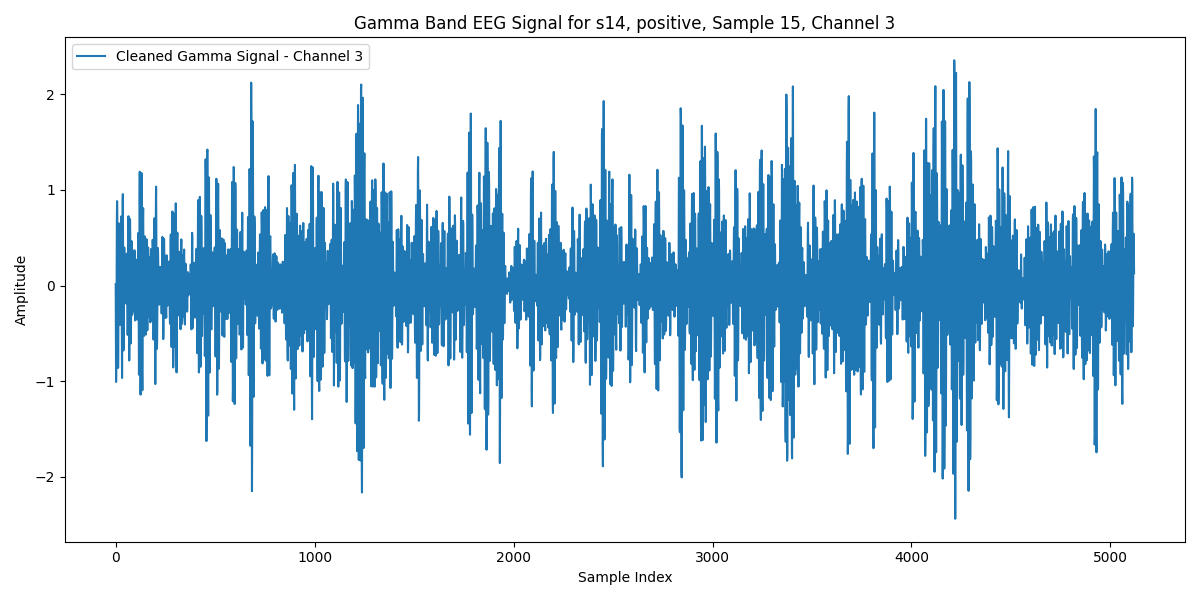 Gamma Band EEG Signal for s14, positive, Sample 15, Channel 3
Cleaned Gamma Signal - Channel 3
Amplitude
2
1
0
−1
−2
0 1000 2000 3000 4000 5000
Sample Index